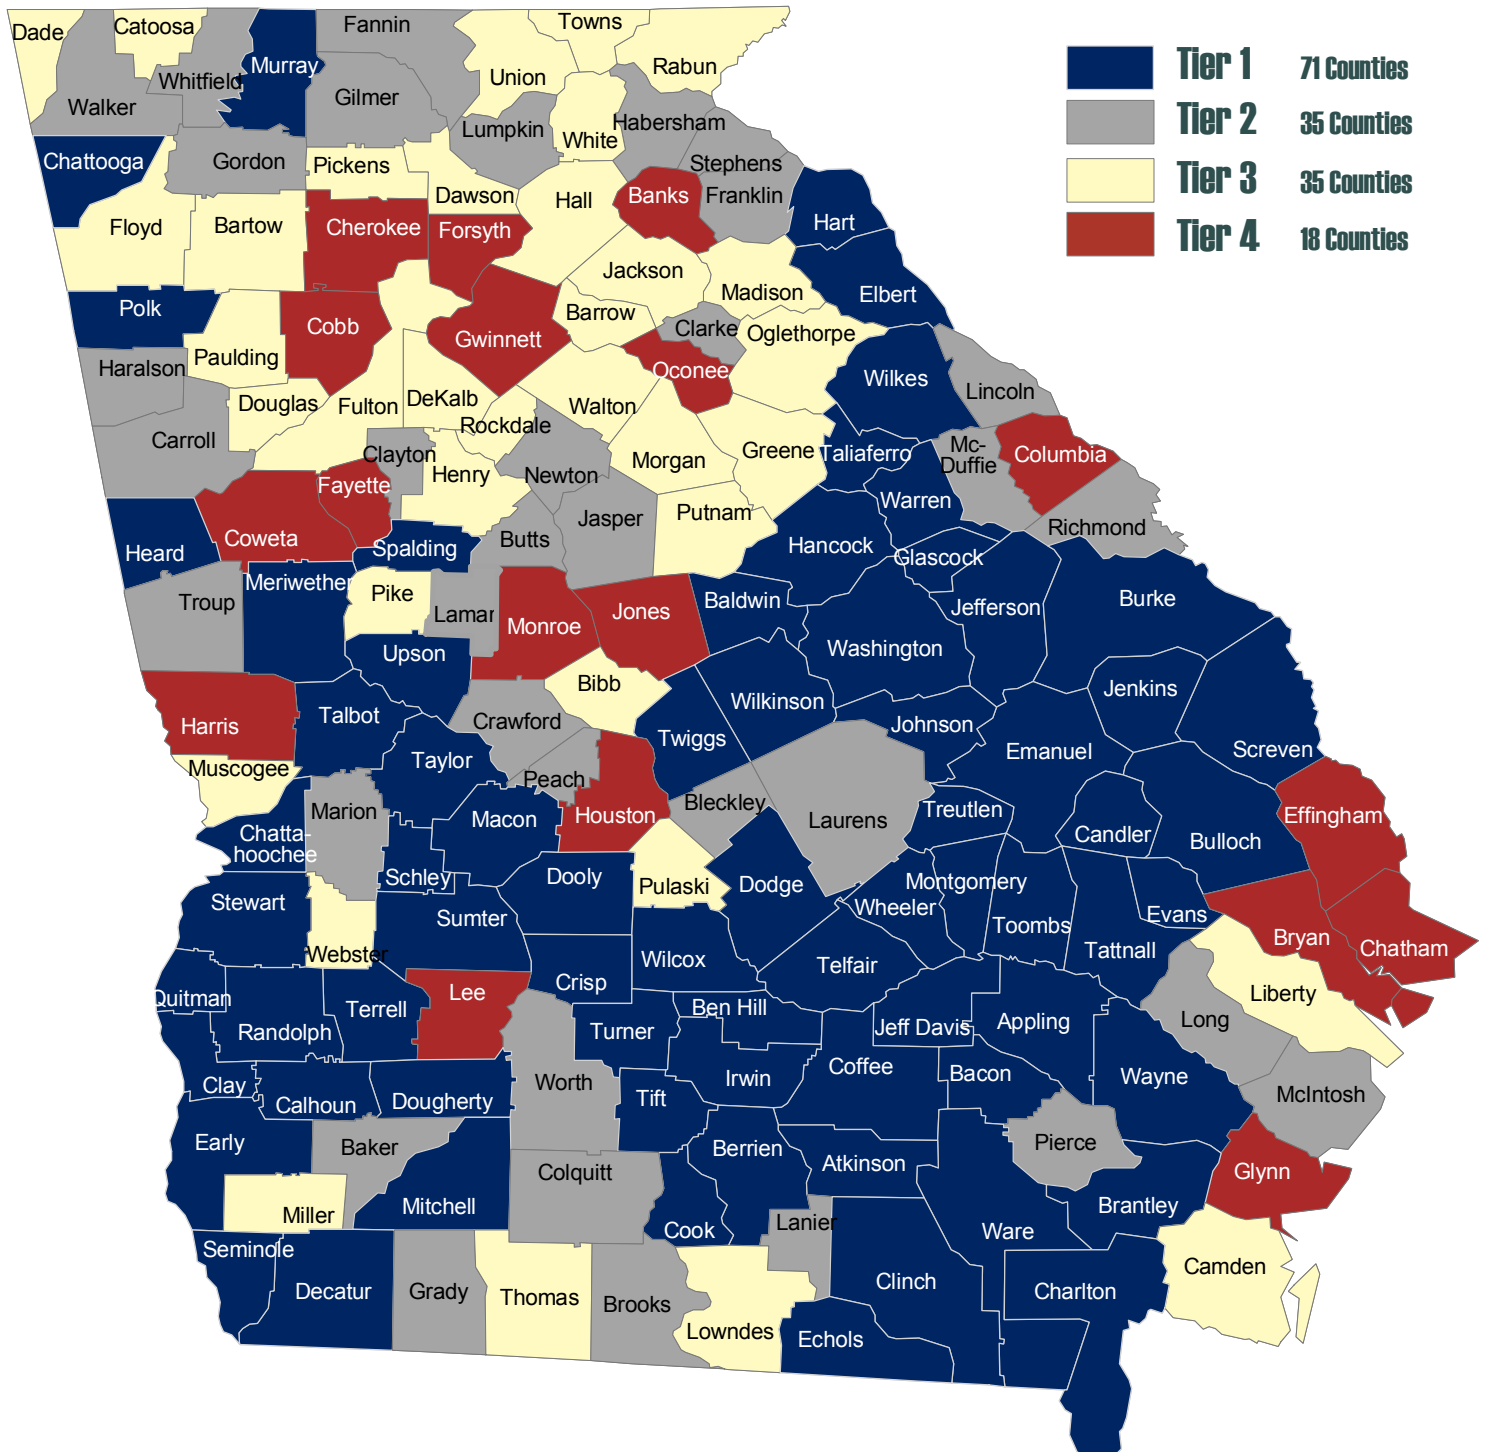 Tier 1 71 Counties
Tier 2 35 Counties
Tier 3 35 Counties
Tier 4 18 Counties
Dade
Catoosa
Fannin
Towns
Whitfield
Murray
Union
Rabun
Walker
Gilmer
Lumpkin
White
Habersham
Chattooga
Gordon
Pickens
Stephens
Dawson
Hall
Banks
Franklin
Floyd
Bartow
Cherokee
Forsyth
Hart
Jackson
Madison
Elbert
Polk
Cobb
Gwinnett
Barrow
Clarke
Oglethorpe
Haralson
Paulding
Oconee
Wilkes
Lincoln
Douglas
Fulton
DeKalb
Walton
Carroll
Rockdale
Clayton
Henry
Newton
Morgan
Greene
Taliaferro
Mc-
Duffie
Columbia
Fayette
Warren
Coweta
Jasper
Putnam
Richmond
Heard
Spalding
Butts
Hancock
Glascock
Meriwether
Troup
Pike
Lamar
Monroe
Jones
Baldwin
Jefferson
Burke
Upson
Washington
Bibb
Wilkinson
Jenkins
Harris
Talbot
Crawford
Twiggs
Johnson
Emanuel
Screven
Muscogee
Taylor
Peach
Marion
Houston
Bleckley
Laurens
Treutlen
Effingham
Chatta-
hoochee
Macon
Candler
Bulloch
Schley
Dooly
Pulaski
Dodge
Montgomery
Stewart
Sumter
Wheeler
Toombs
Evans
Webster
Wilcox
Telfair
Tattnall
Bryan
Chatham
Quitman
Terrell
Lee
Crisp
Ben Hill
Liberty
Randolph
Turner
Jeff Davis
Appling
Long
Clay
Calhoun
Dougherty
Worth
Tift
Irwin
Coffee
Bacon
Wayne
McIntosh
Early
Baker
Colquitt
Berrien
Atkinson
Pierce
Glynn
Miller
Mitchell
Cook
Lanier
Ware
Brantley
Seminole
Decatur
Grady
Thomas
Brooks
Lowndes
Echols
Clinch
Charlton
Camden